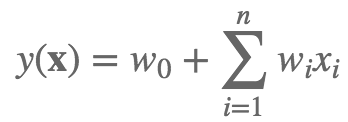 y(𝐱) = w₀ + ∑ᵢ₌₁ⁿ wᵢxᵢ